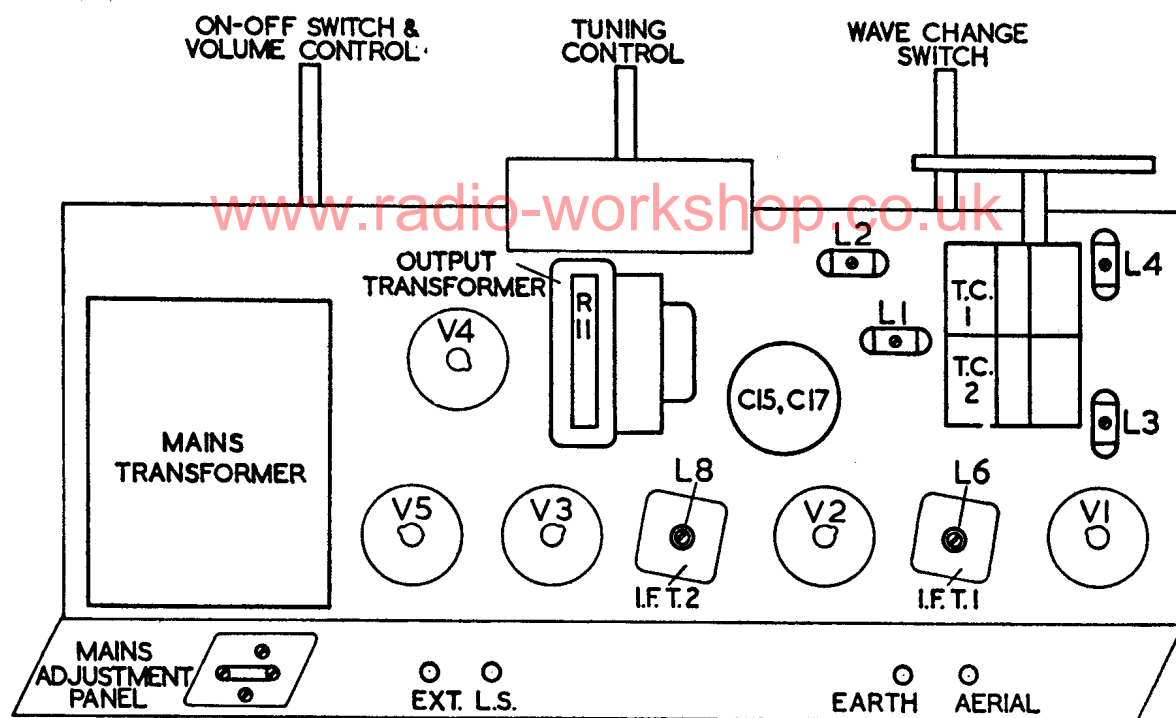 ON-OFF SWITCH &
VOLUME CONTROL
TUNING
CONTROL
WAVE CHANGE
SWITCH
www.radio-workshop.co.uk
L2
L4
OUTPUT
TRANSFORMER
R
11
T.C.
1
L1
V4
T.C.
2
C15, C17
L3
MAINS
TRANSFORMER
L8
L6
V5
V3
V2
V1
I.F.T.2
I.F.T.1
MAINS
ADJUSTMENT
PANEL
EXT. L.S.
EARTH
AERIAL